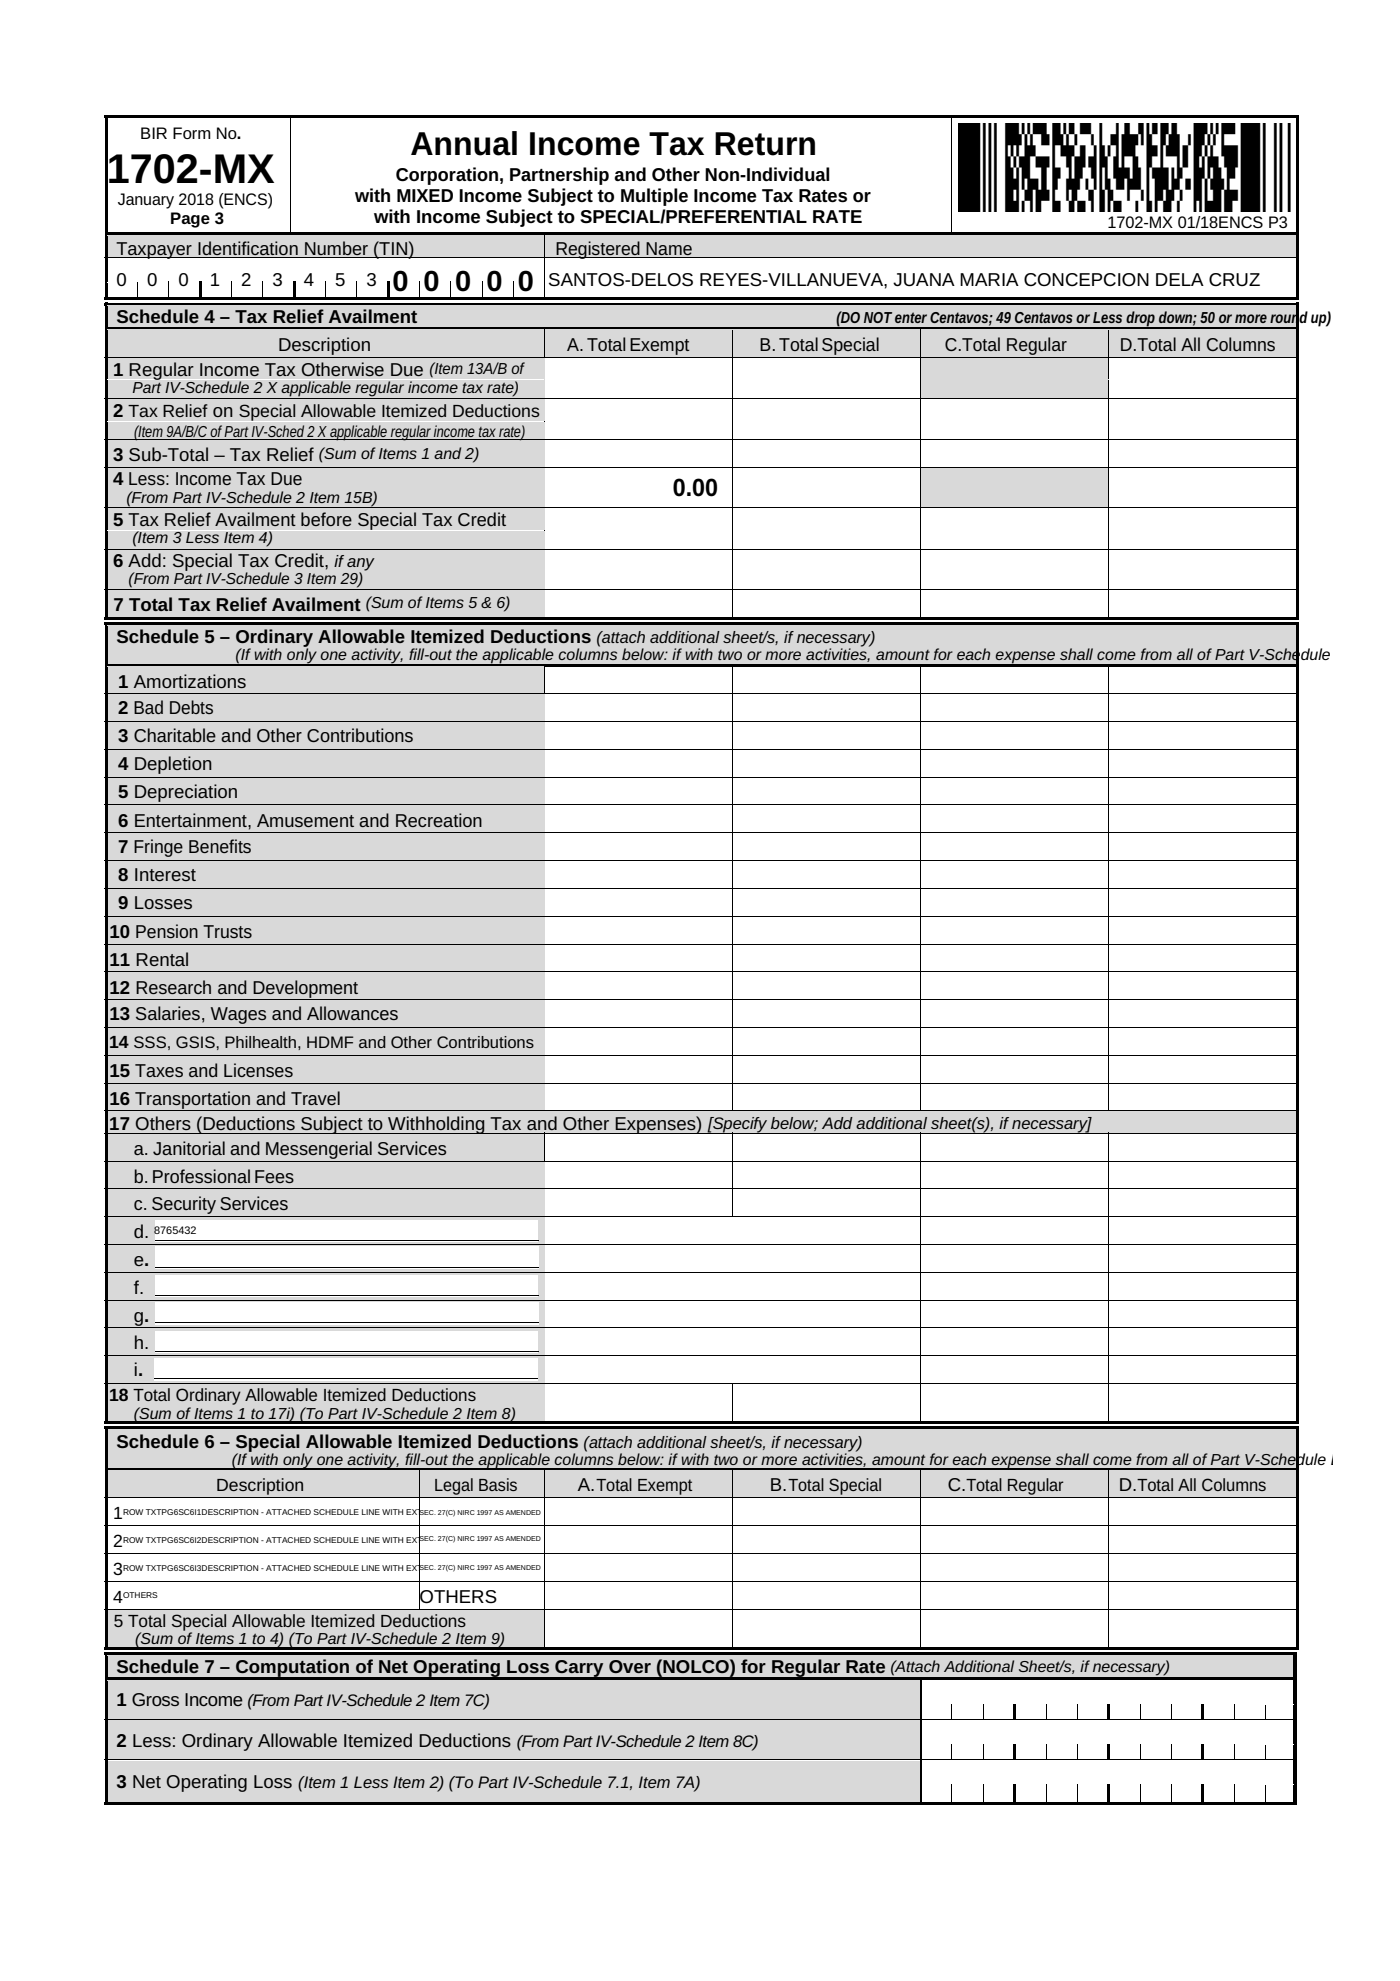 BIR Form No.
1702-MX
January 2018 (ENCS)
Page 3
Annual Income Tax Return
Corporation, Partnership and Other Non-Individual
with MIXED Income Subject to Multiple Income Tax Rates or
with Income Subject to SPECIAL/PREFERENTIAL RATE
1702-MX 01/18ENCS P3
Taxpayer Identification Number (TIN) Registered Name
0 0 0 1 2 3 4 5 3 0 0 0 0 0 SANTOS-DELOS REYES-VILLANUEVA, JUANA MARIA CONCEPCION DELA CRUZ
Schedule 4 – Tax Relief Availment (DO NOT enter Centavos; 49 Centavos or Less drop down; 50 or more round up)
Description A. Total Exempt B. Total Special C.Total Regular D.Total All Columns
1 Regular Income Tax Otherwise Due (Item 13A/B of
Part IV-Schedule 2 X applicable regular income tax rate)
2 Tax Relief on Special Allowable Itemized Deductions
(Item 9A/B/C of Part IV-Sched 2 X applicable regular income tax rate)
3 Sub-Total – Tax Relief (Sum of Items 1 and 2)
4 Less: Income Tax Due
(From Part IV-Schedule 2 Item 15B) 0.00
5 Tax Relief Availment before Special Tax Credit
(Item 3 Less Item 4)
6 Add: Special Tax Credit, if any
(From Part IV-Schedule 3 Item 29)
7 Total Tax Relief Availment (Sum of Items 5 & 6)
Schedule 5 – Ordinary Allowable Itemized Deductions (attach additional sheet/s, if necessary)
(If with only one activity, fill-out the applicable columns below: if with two or more activities, amount for each expense shall come from all of Part V-Schedule
1 Amortizations
2 Bad Debts
3 Charitable and Other Contributions
4 Depletion
5 Depreciation
6 Entertainment, Amusement and Recreation
7 Fringe Benefits
8 Interest
9 Losses
10 Pension Trusts
11 Rental
12 Research and Development
13 Salaries, Wages and Allowances
14 SSS, GSIS, Philhealth, HDMF and Other Contributions
15 Taxes and Licenses
16 Transportation and Travel
17 Others (Deductions Subject to Withholding Tax and Other Expenses) [Specify below; Add additional sheet(s), if necessary]
a. Janitorial and Messengerial Services
b. Professional Fees
c. Security Services
d. 8765432
e.
f.
g.
h.
i.
18 Total Ordinary Allowable Itemized Deductions
(Sum of Items 1 to 17i) (To Part IV-Schedule 2 Item 8)
Schedule 6 – Special Allowable Itemized Deductions (attach additional sheet/s, if necessary)
(If with only one activity, fill-out the applicable columns below: if with two or more activities, amount for each expense shall come from all of Part V-Schedule
Description Legal Basis A.Total Exempt B.Total Special C.Total Regular D.Total All Columns
1 ROW TXTPG6SC6I1DESCRIPTION - ATTACHED SCHEDULE LINE WITH EXT SEC. 27(C) NIRC 1997 AS AMENDED
2 ROW TXTPG6SC6I2DESCRIPTION - ATTACHED SCHEDULE LINE WITH EXT SEC. 27(C) NIRC 1997 AS AMENDED
3 ROW TXTPG6SC6I3DESCRIPTION - ATTACHED SCHEDULE LINE WITH EXT SEC. 27(C) NIRC 1997 AS AMENDED
4 OTHERS OTHERS
5 Total Special Allowable Itemized Deductions
(Sum of Items 1 to 4) (To Part IV-Schedule 2 Item 9)
Schedule 7 – Computation of Net Operating Loss Carry Over (NOLCO) for Regular Rate (Attach Additional Sheet/s, if necessary)
1 Gross Income (From Part IV-Schedule 2 Item 7C)
2 Less: Ordinary Allowable Itemized Deductions (From Part IV-Schedule 2 Item 8C)
3 Net Operating Loss (Item 1 Less Item 2) (To Part IV-Schedule 7.1, Item 7A)